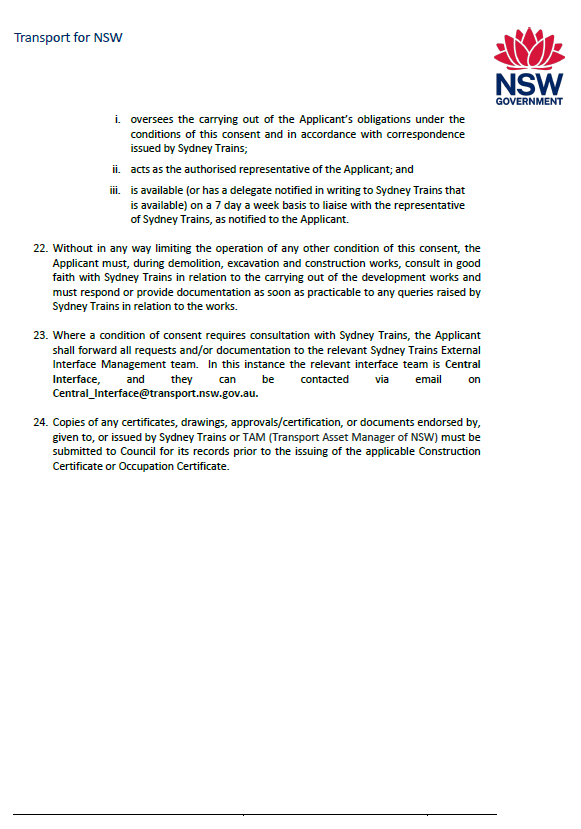 Transport for NSW
NSW
GOVERNMENT
i. oversees the carrying out of the Applicant's obligations under the
conditions of this consent and in accordance with correspondence
issued by Sydney Trains;
ii. acts as the authorised representative of the Applicant; and
iii. is available (or has a delegate notified in writing to Sydney Trains that
is available) on a 7 day a week basis to liaise with the representative
of Sydney Trains, as notified to the Applicant.
22. Without in any way limiting the operation of any other condition of this consent, the
Applicant must, during demolition, excavation and construction works, consult in good
faith with Sydney Trains in relation to the carrying out of the development works and
must respond or provide documentation as soon as practicable to any queries raised by
Sydney Trains in relation to the works.
23. Where a condition of consent requires consultation with Sydney Trains, the Applicant
shall forward all requests and/or documentation to the relevant Sydney Trains External
Interface Management team. In this instance the relevant interface team is Central
Interface, and they can be contacted via email on
Central_Interface@transport.nsw.gov.au.
24. Copies of any certificates, drawings, approvals/certification, or documents endorsed by,
given to, or issued by Sydney Trains or TAM (Transport Asset Manager of NSW) must be
submitted to Council for its records prior to the issuing of the applicable Construction
Certificate or Occupation Certificate.